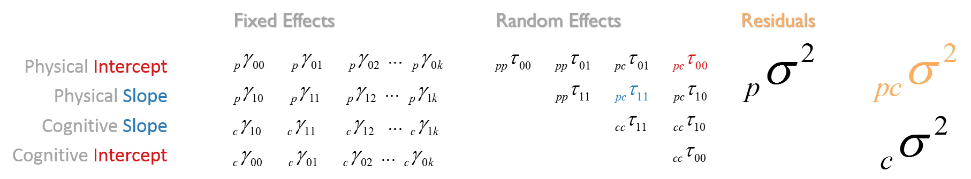 Fixed Effects Random Effects Residuals
Physical Intercept pγ00 pγ01 pγ02 ... pγ0k ppτ00 ppτ01 pcτ01 pcτ00 pσ2 pcσ2
Physical Slope pγ10 pγ11 pγ12 ... pγ1k ppτ11 pcτ11 pcτ10
Cognitive Slope cγ10 cγ11 cγ12 ... cγ1k ccτ11 ccτ10 cσ2
Cognitive Intercept cγ00 cγ01 cγ02 ... cγ0k ccτ00